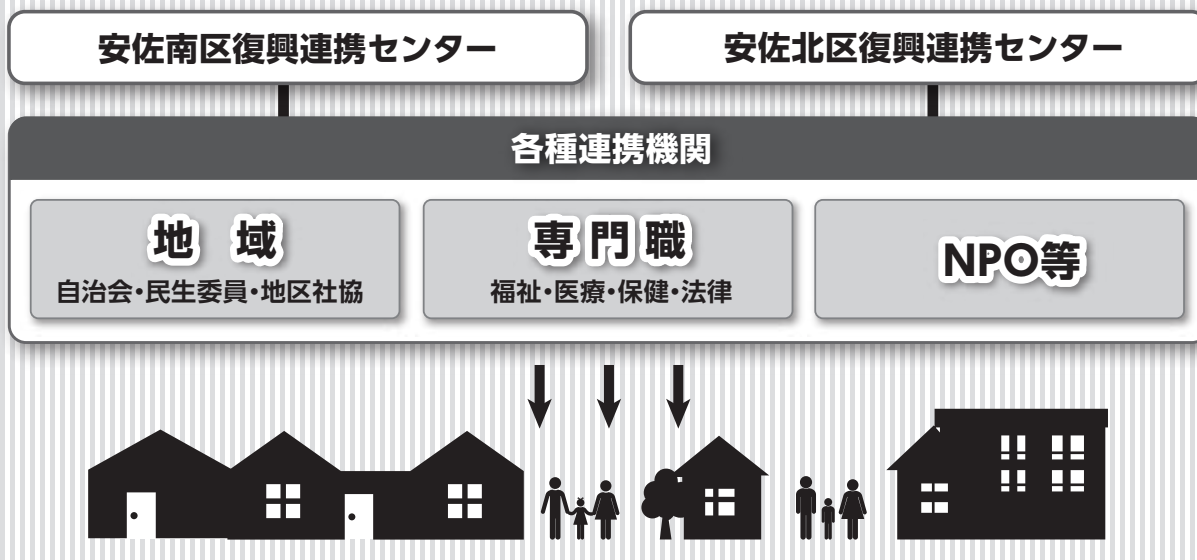 安佐南区復興連携センター
安佐北区復興連携センター
各種連携機関
地　域
自治会・民生委員・地区社協
専門職
福祉・医療・保健・法律
NPO等